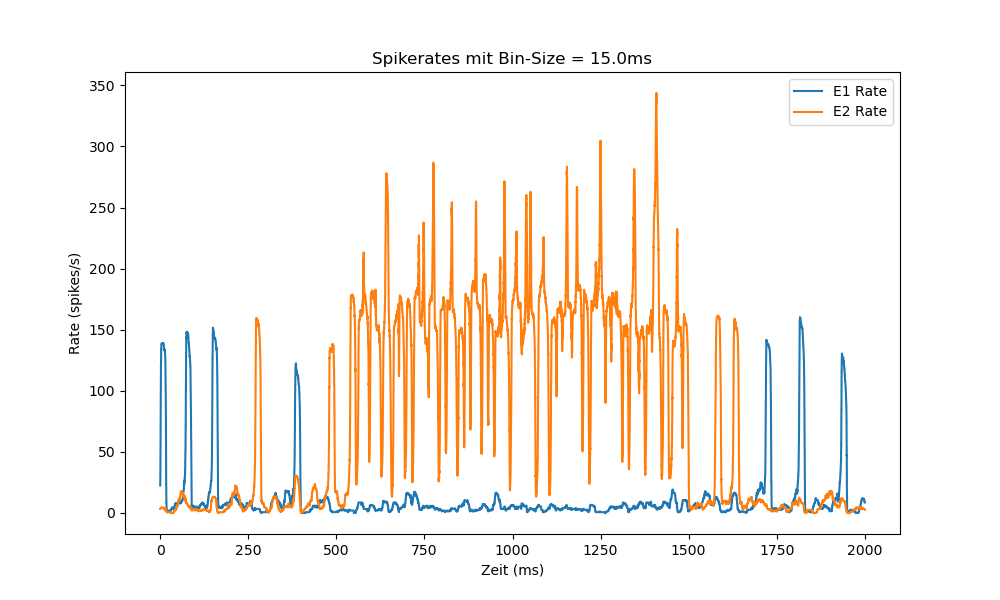 Spikerates mit Bin-Size = 15.0ms
E1 Rate
E2 Rate
Rate (spikes/s)
350
300
250
200
150
100
50
0
0 250 500 750 1000 1250 1500 1750 2000
Zeit (ms)